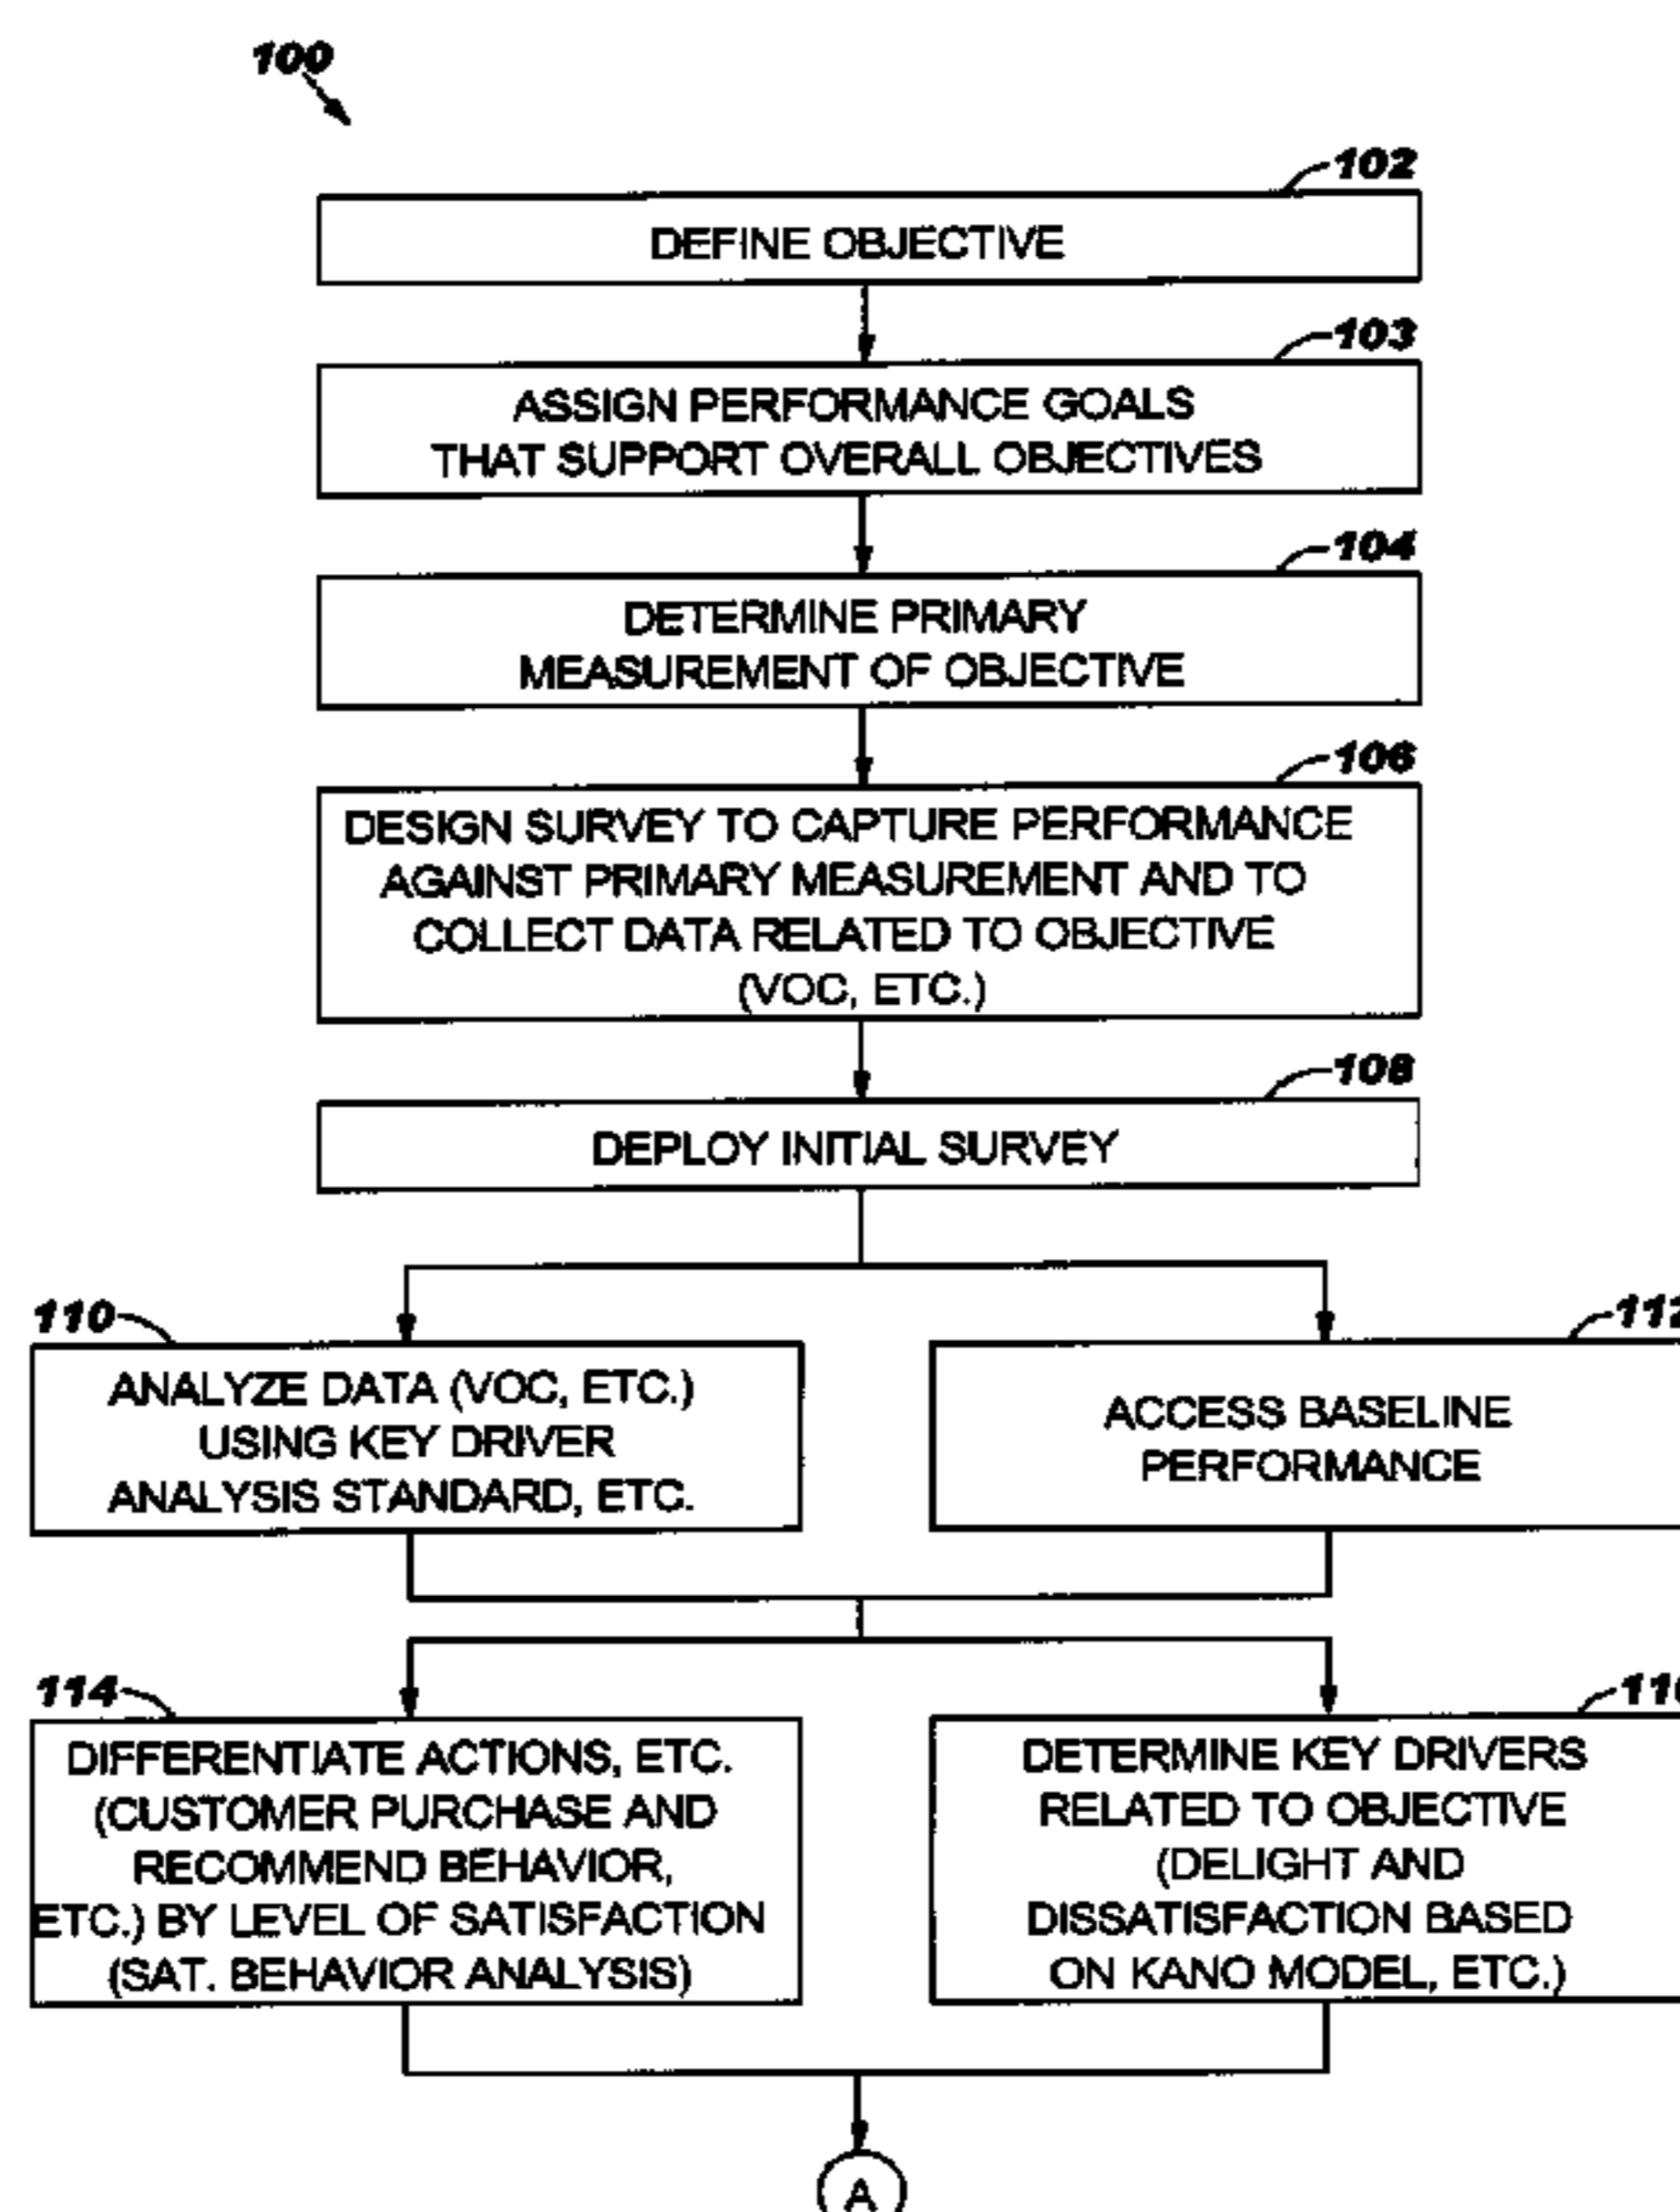 100
102
DEFINE OBJECTIVE
103
ASSIGN PERFORMANCE GOALS
THAT SUPPORT OVERALL OBJECTIVES
104
DETERMINE PRIMARY
MEASUREMENT OF OBJECTIVE
106
DESIGN SURVEY TO CAPTURE PERFORMANCE
AGAINST PRIMARY MEASUREMENT AND TO
COLLECT DATA RELATED TO OBJECTIVE
(VOC, ETC.)
108
DEPLOY INITIAL SURVEY
110
ANALYZE DATA (VOC, ETC.)
USING KEY DRIVER
ANALYSIS STANDARD, ETC.
112
ACCESS BASELINE
PERFORMANCE
114
DIFFERENTIATE ACTIONS, ETC.
(CUSTOMER PURCHASE AND
RECOMMEND BEHAVIOR,
ETC.) BY LEVEL OF SATISFACTION
(SAT. BEHAVIOR ANALYSIS)
DETERMINE KEY DRIVERS
RELATED TO OBJECTIVE
(DELIGHT AND
DISSATISFACTION BASED
ON KANO MODEL, ETC.)
A